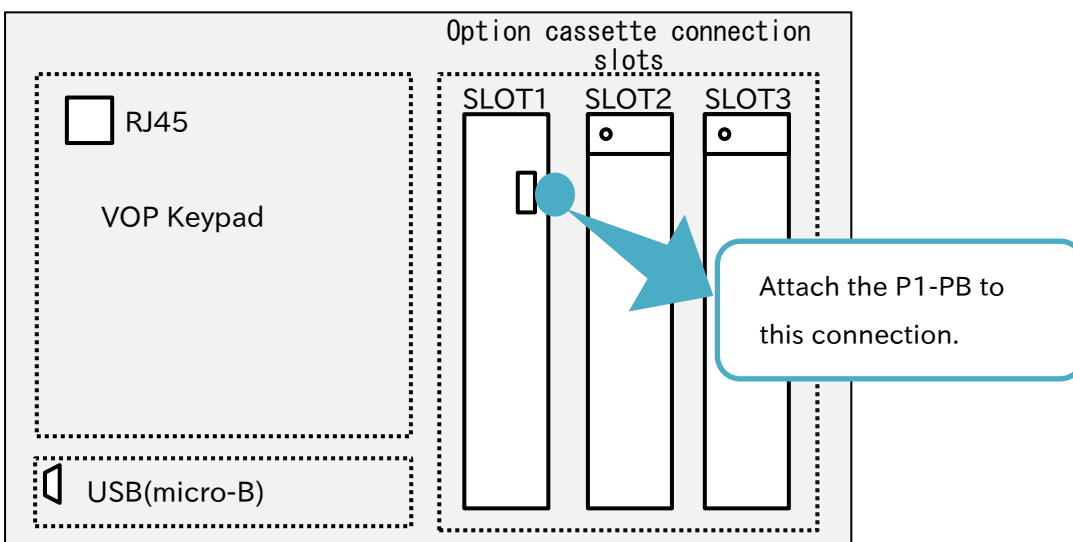 Option cassette connection
slots
SLOT1 SLOT2 SLOT3
RJ45
VOP Keypad
Attach the P1-PB to
this connection.
USB(micro-B)